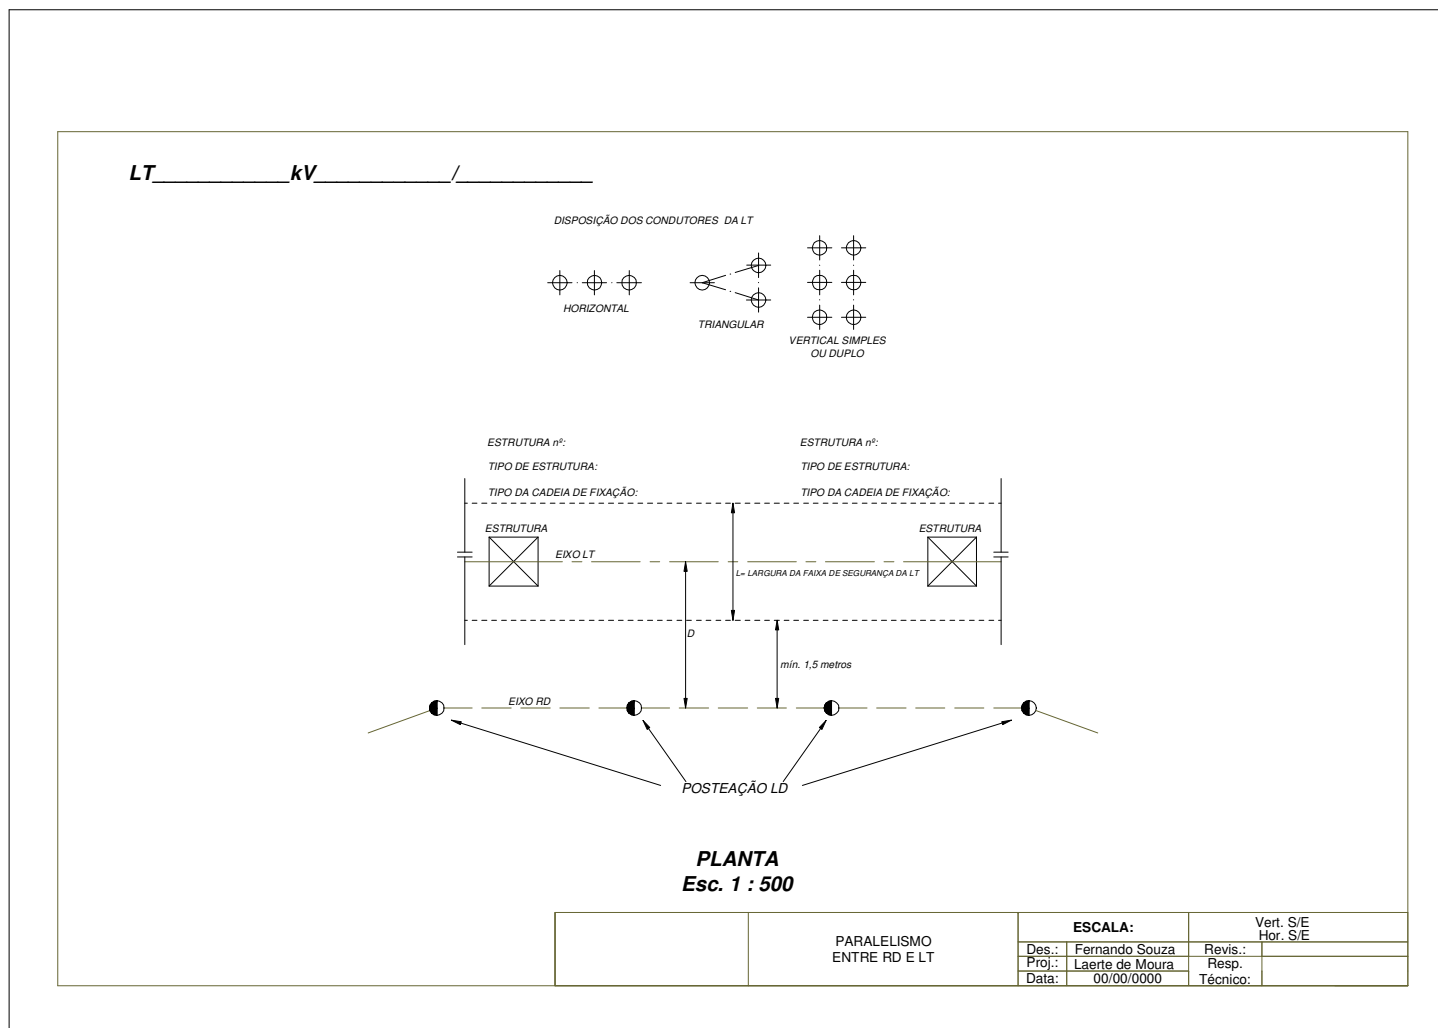 LT____________kV____________/____________
DISPOSIÇÃO DOS CONDUTORES DA LT
HORIZONTAL
TRIANGULAR
VERTICAL SIMPLES
OU DUPLO
ESTRUTURA nº:
TIPO DE ESTRUTURA:
TIPO DA CADEIA DE FIXAÇÃO:
ESTRUTURA nº:
TIPO DE ESTRUTURA:
TIPO DA CADEIA DE FIXAÇÃO:
ESTRUTURA
ESTRUTURA
EIXO LT
L= LARGURA DA FAIXA DE SEGURANÇA DA LT
D
mín. 1,5 metros
EIXO RD
POSTEAÇÃO LD
PLANTA
Esc. 1 : 500
PARALELISMO
ENTRE RD E LT
ESCALA:
Vert. S/E
Hor. S/E
Des.: Fernando Souza Revis.:
Proj.: Laerte de Moura Resp.
Data: 00/00/0000 Técnico: